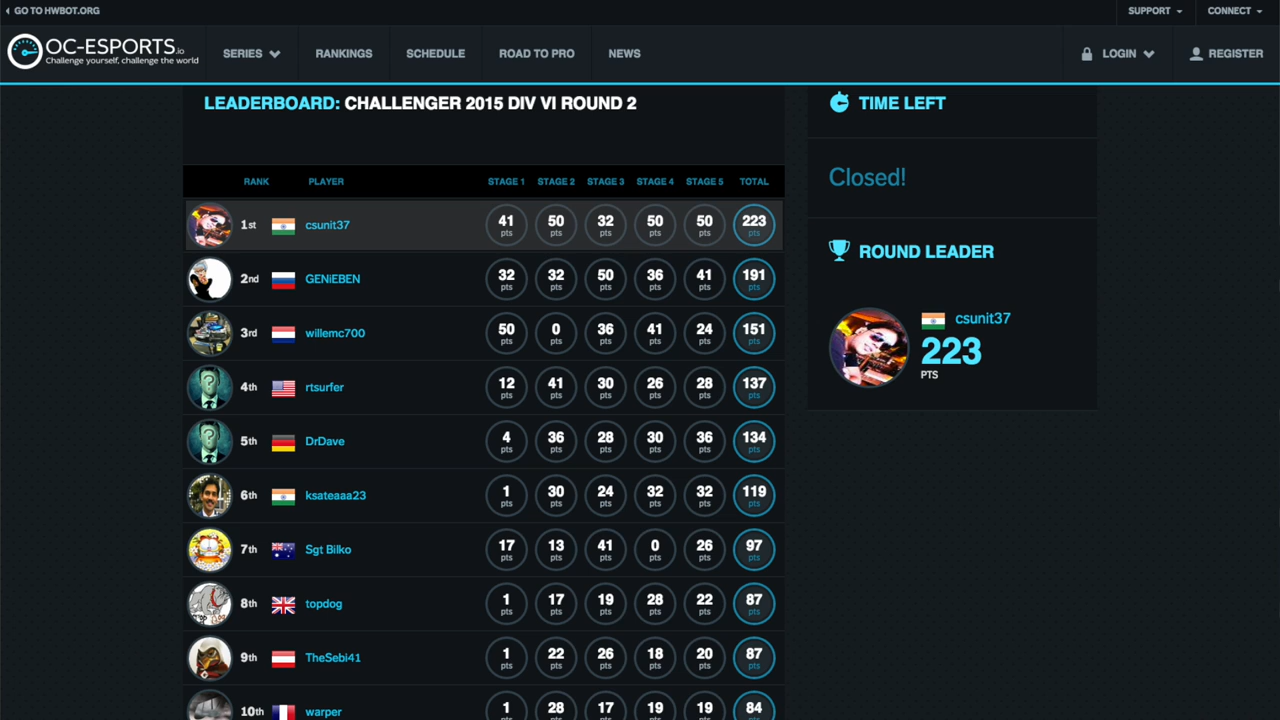 GO TO HWBOT.ORG
SUPPORT
CONNECT
OC-ESPORTS.io
Challenge yourself, challenge the world
SERIES
RANKINGS
SCHEDULE
ROAD TO PRO
NEWS
LOGIN
REGISTER
LEADERBOARD: CHALLENGER 2015 DIV VI ROUND 2
RANK PLAYER STAGE 1 STAGE 2 STAGE 3 STAGE 4 STAGE 5 TOTAL
1st csunit37 41 pts 50 pts 32 pts 50 pts 50 pts 223 pts
2nd GENiEBEN 32 pts 32 pts 50 pts 36 pts 41 pts 191 pts
3rd willemc700 50 pts 0 pts 36 pts 41 pts 24 pts 151 pts
4th rtsurfer 12 pts 41 pts 30 pts 26 pts 28 pts 137 pts
5th DrDave 4 pts 36 pts 28 pts 30 pts 36 pts 134 pts
6th ksateaaa23 1 pts 30 pts 24 pts 32 pts 32 pts 119 pts
7th Sgt Bilko 17 pts 13 pts 41 pts 0 pts 26 pts 97 pts
8th topdog 1 pts 17 pts 19 pts 28 pts 22 pts 87 pts
9th TheSebi41 1 pts 22 pts 26 pts 18 pts 20 pts 87 pts
10th warper 1 28 17 19 19 84
TIME LEFT
Closed!
ROUND LEADER
csunit37
223
PTS